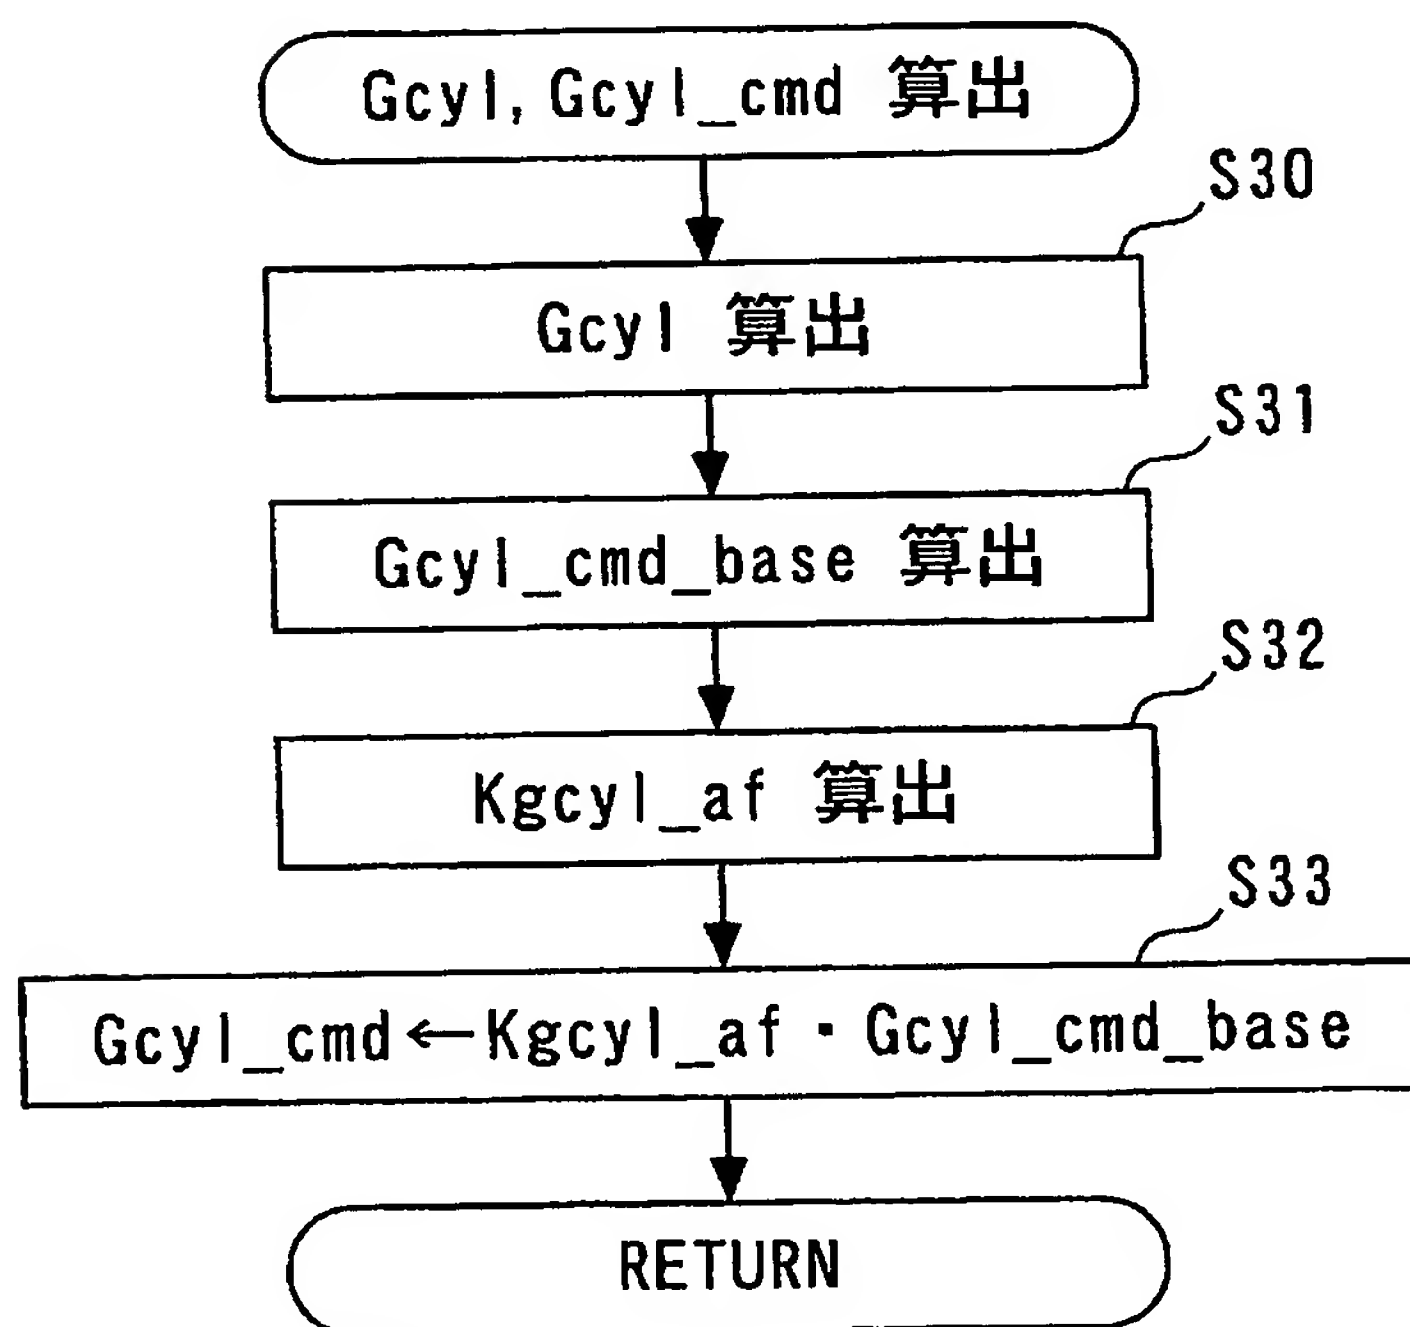 Gcyl, Gcyl_cmd 算出
S30
Gcyl 算出
S31
Gcyl_cmd_base 算出
S32
Kgcyl_af 算出
S33
Gcyl_cmd←Kgcyl_af・Gcyl_cmd_base
RETURN